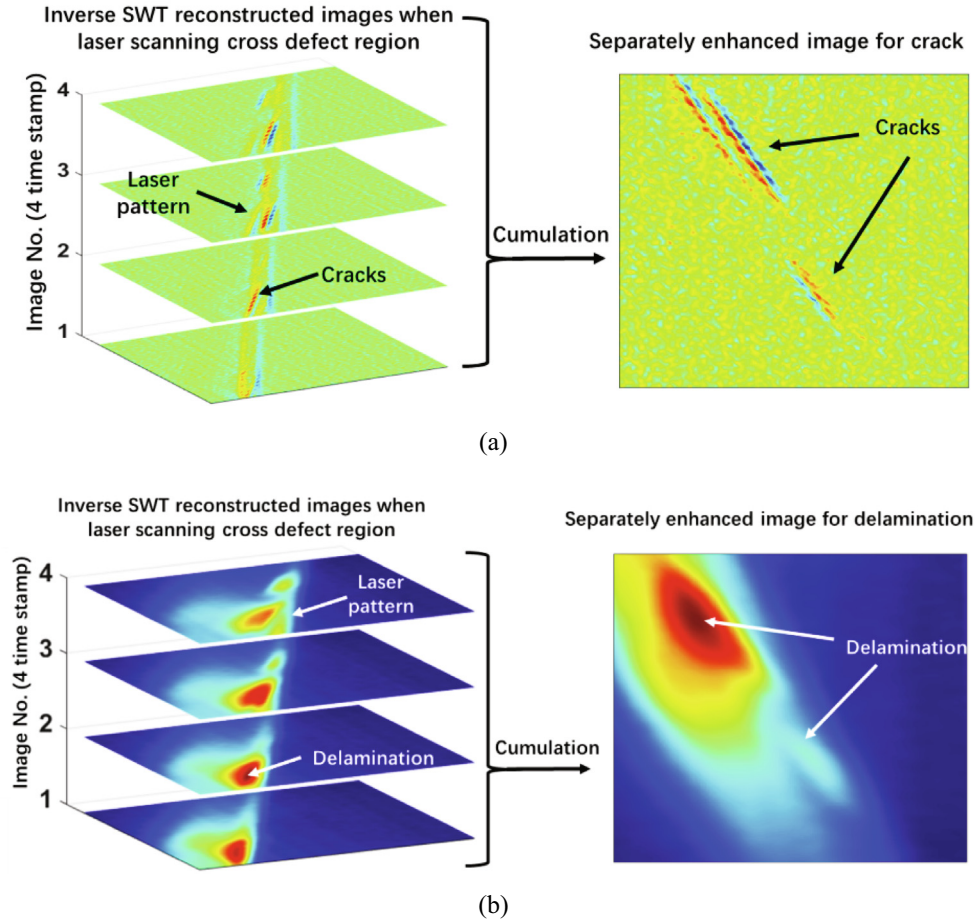 Inverse SWT reconstructed images when
laser scanning cross defect region
Separately enhanced image for crack
Image No. (4 time stamp)
4
3
2
1
Laser
pattern
Cracks
Cumulation
Cracks
(a)
Inverse SWT reconstructed images when
laser scanning cross defect region
Separately enhanced image for delamination
Image No. (4 time stamp)
4
3
2
1
Laser
pattern
Delamination
Cumulation
Delamination
(b)